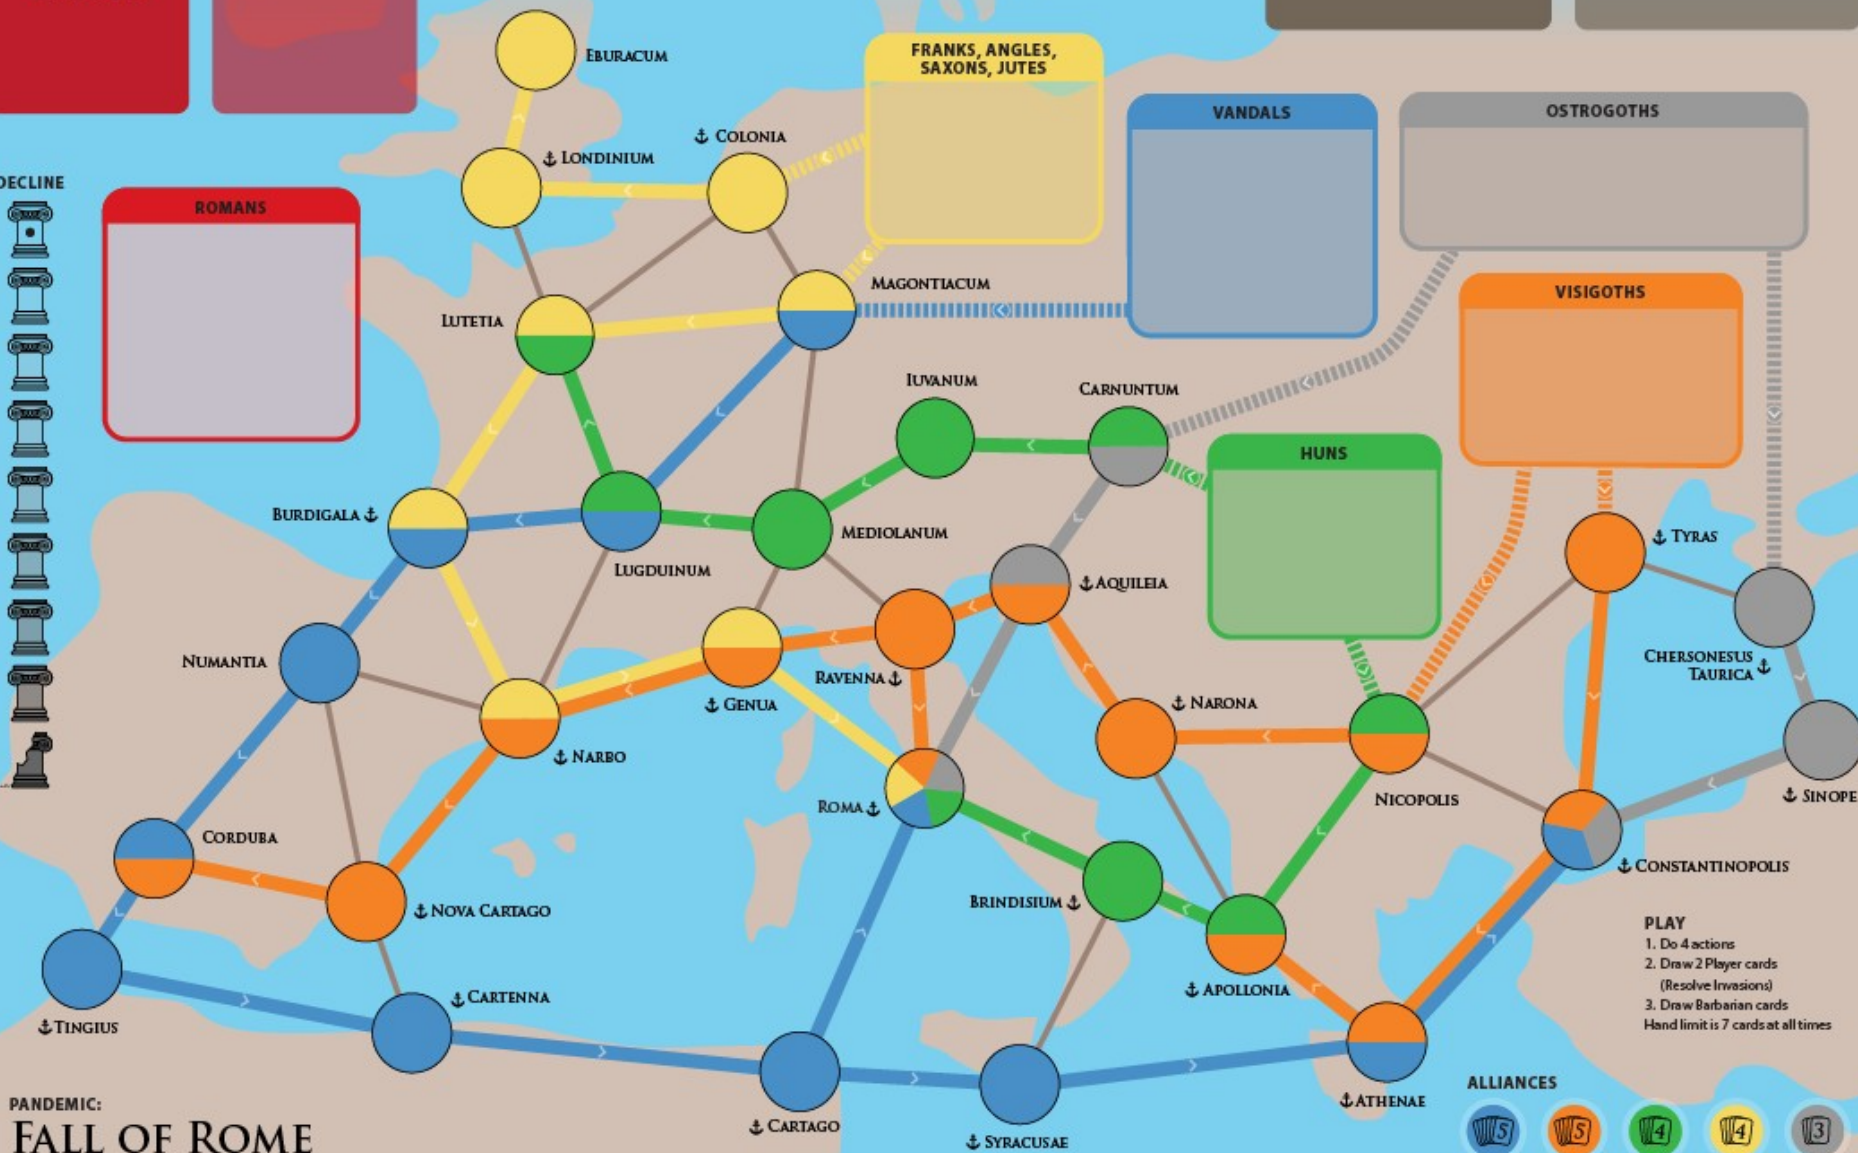 EBURACUM
FRANKS, ANGLES,
SAXONS, JUTES
VANDALS
OSTROGOTHS
COLONIA
LONDINIUM
DECLINE
ROMANS
MAGONTIACUM
VISIGOTHS
LUTETIA
IUVANUM
CARNUNTUM
HUNS
BURDIGALA
MEDIOLANUM
TYRAS
LUGDUINUM
AQUILEIA
NUMANTIA
CHERSONESUS
TAURICA
RAVENNA
GENUA
NARONA
NARBO
NICOPOLIS
SINOPE
ROMA
CORDUBA
CONSTANTINOPOLIS
BRINDISIUM
NOVA CARTAGO
PLAY
1. Do 4 actions
2. Draw 2 Player cards
(Resolve Invasions)
3. Draw Barbarian cards
Hand limit is 7 cards at all times
APOLLONIA
CARTENNA
TINGIUS
ALLIANCES
ATHENAE
PANDEMIC:
FALL OF ROME
CARTAGO
SYRACUSAE
5 5 4 4 3